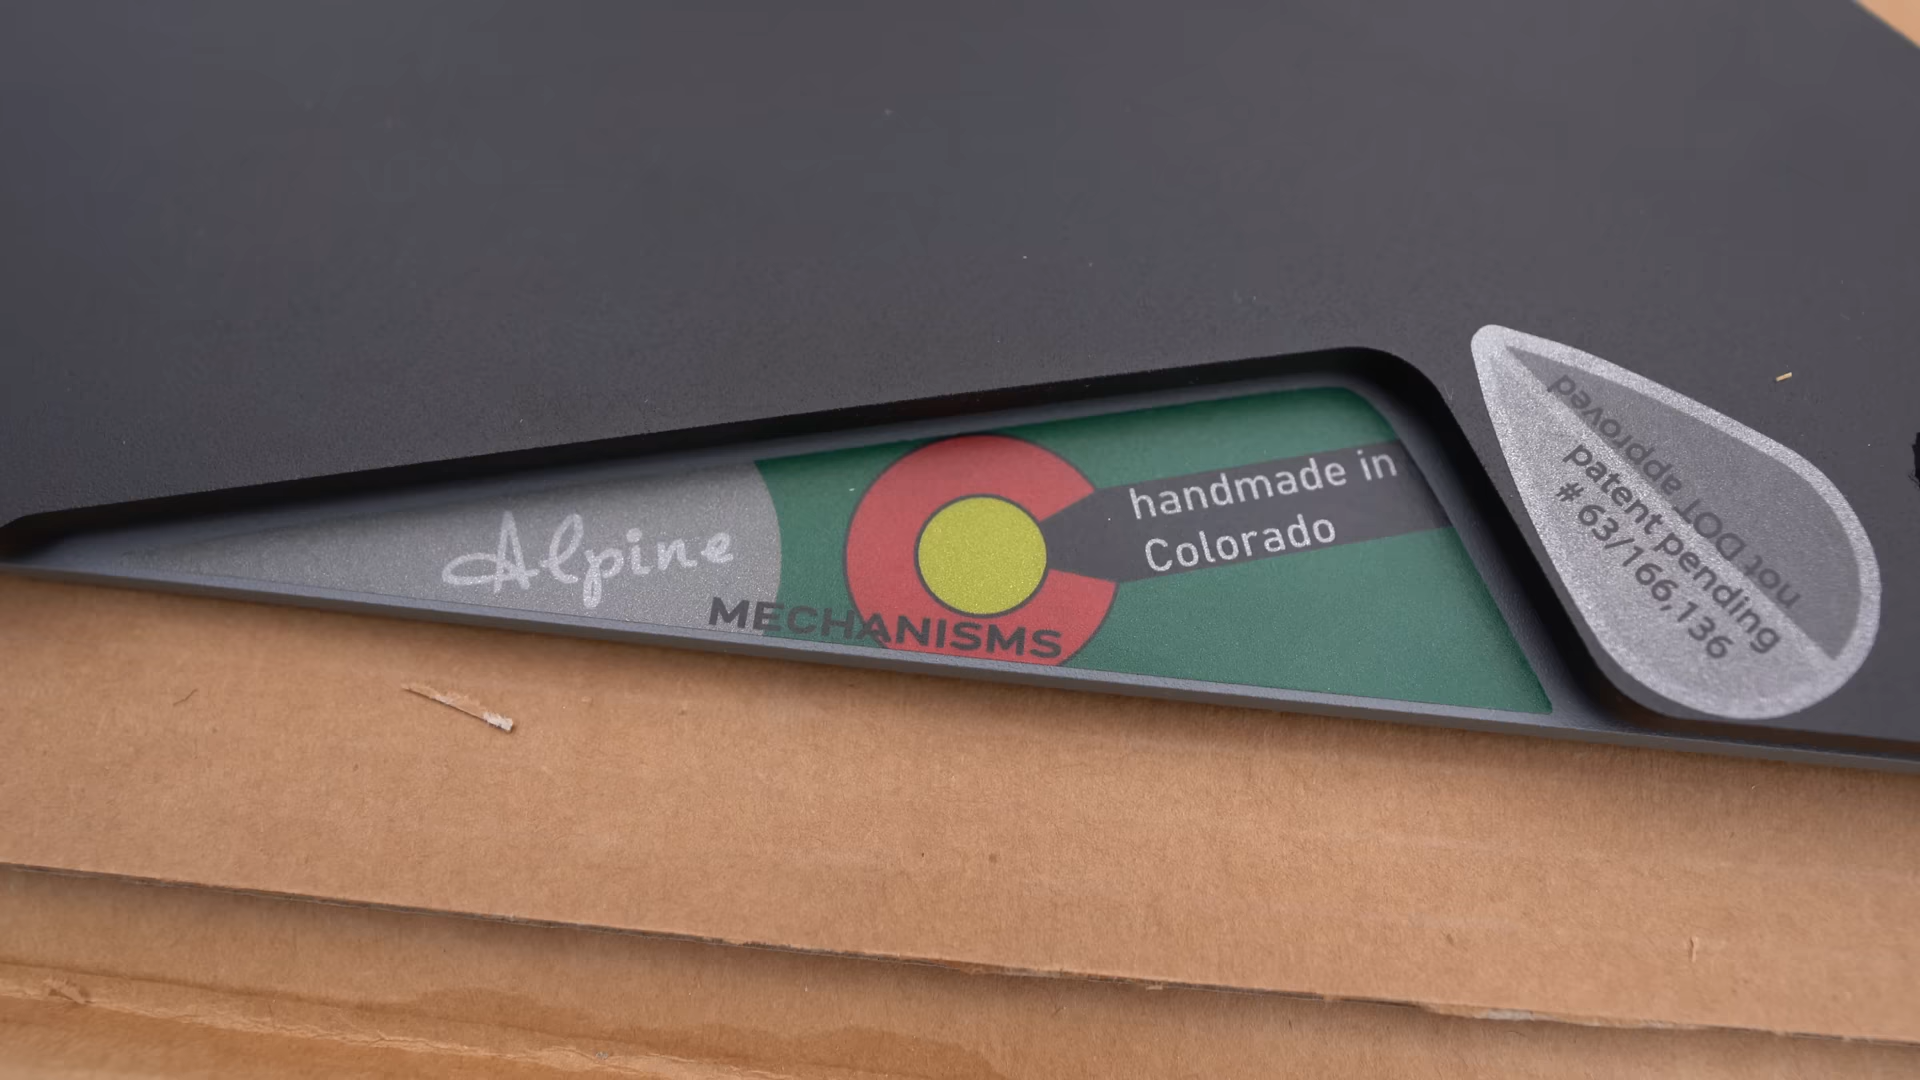 Alpine
MECHANISMS
handmade in
Colorado
patent pending
# 63/166,136
not DOT approved